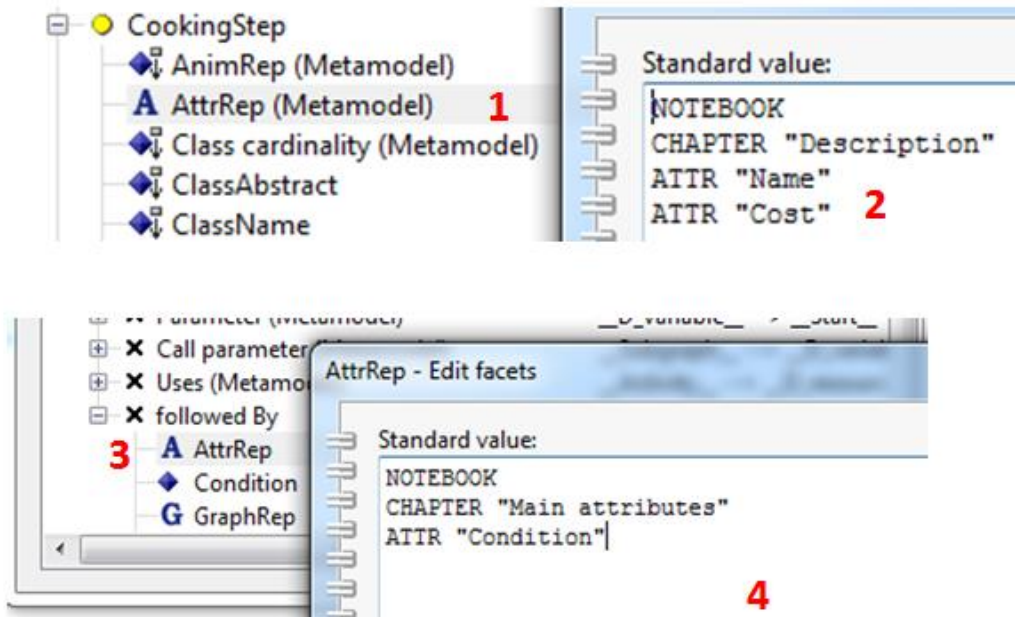 CookingStep
AnimRep (Metamodel)
AttrRep (Metamodel) 1
Class cardinality (Metamodel)
ClassAbstract
ClassName
Standard value:
NOTEBOOK
CHAPTER "Description"
ATTR "Name"
ATTR "Cost" 2
Parameter (Metamodel)
Call parameter
Uses (Metamo
followed By
3 AttrRep
Condition
GraphRep
AttrRep - Edit facets
Standard value:
NOTEBOOK
CHAPTER "Main attributes"
ATTR "Condition"
4